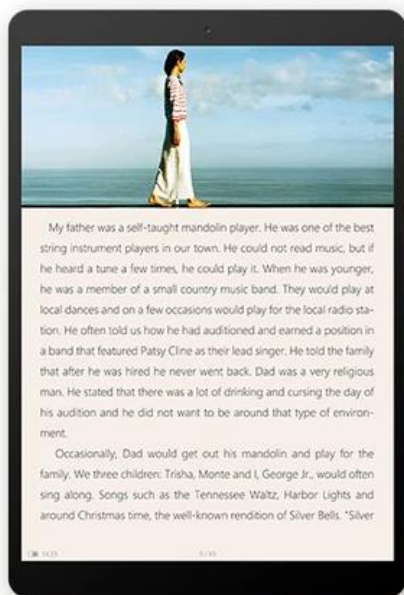 My father was a self-taught mandolin player. He was one of the best
string instrument players in our town. He could not read music, but if
he heard a tune a few times, he could play it. When he was younger,
he was a member of a small country music band. They would play at
local dances and on a few occasions would play for the local radio sta-
tion. He often told us how he had auditioned and earned a position in
a band that featured Patsy Cline as their lead singer. He told the family
that after he was hired he never went back. Dad was a very religious
man. He stated that there was a lot of drinking and cursing the day of
his audition and he did not want to be around that type of environ-
ment.
Occasionally, Dad would get out his mandolin and play for the
family. We three children: Trisha, Monte and I, George Jr., would often
sing along. Songs such as the Tennessee Waltz, Harbor Lights and
around Christmas time, the well-known rendition of Silver Bells. "Silver